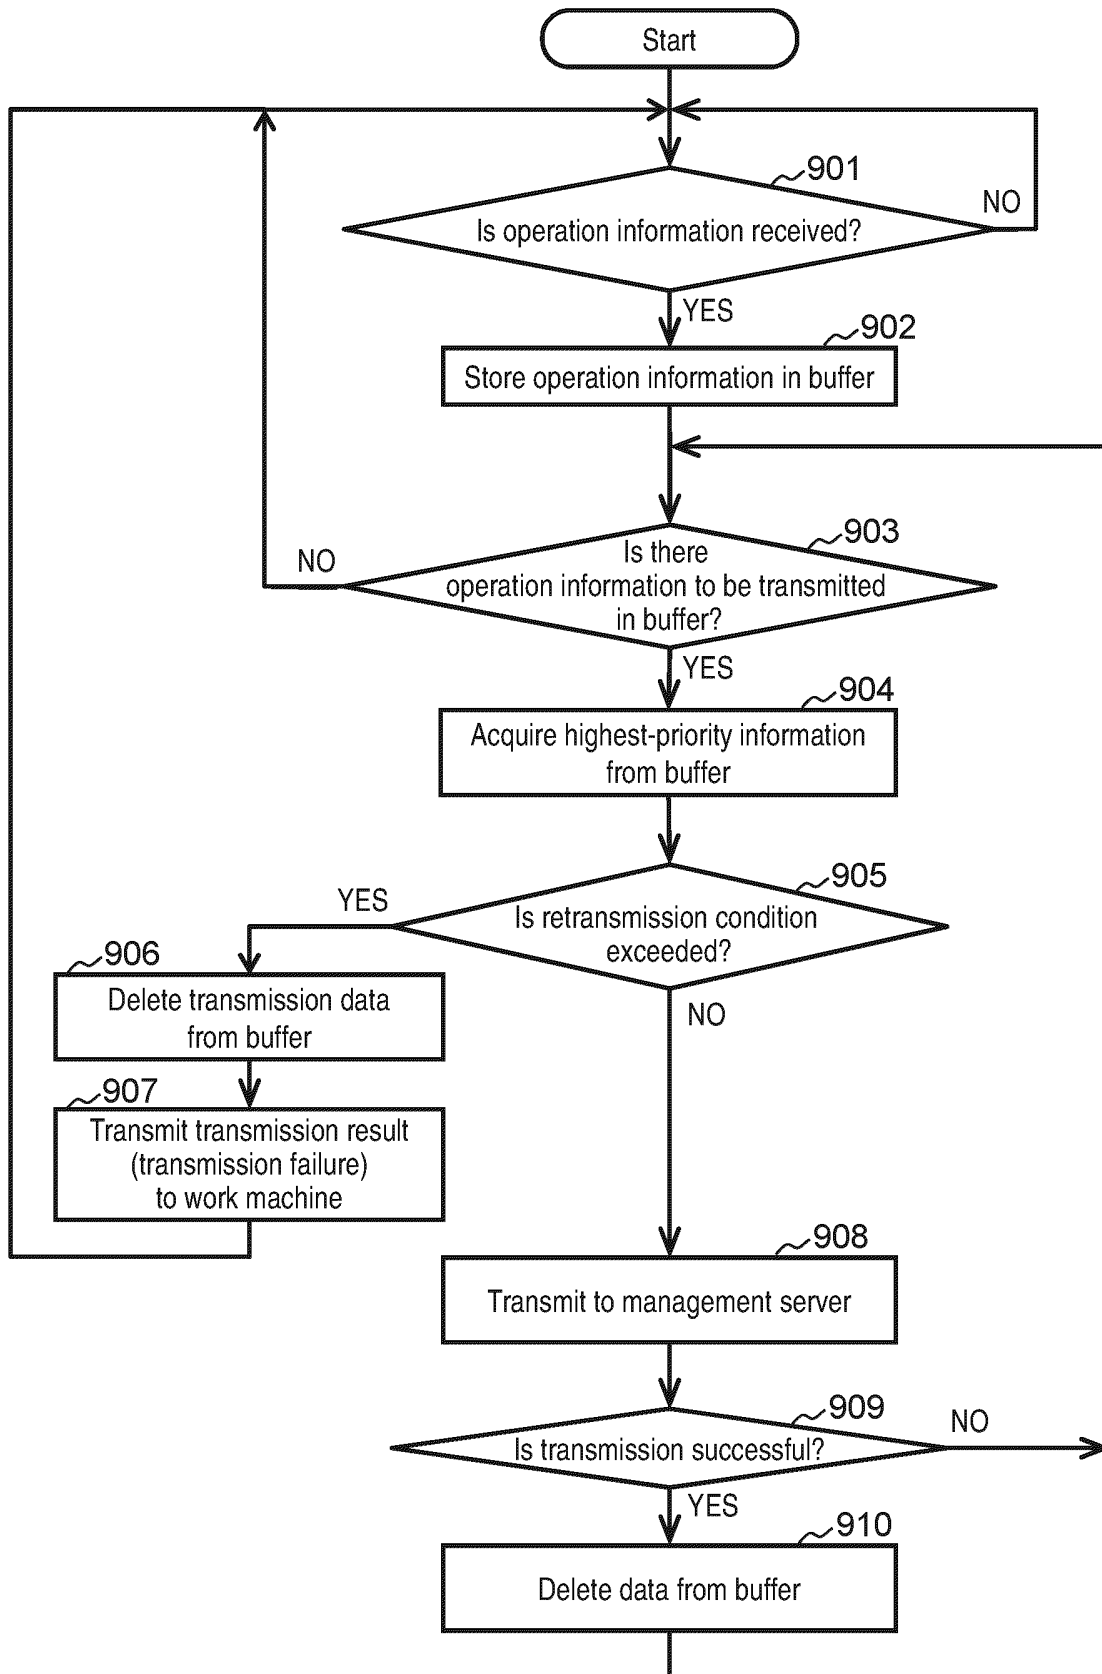 Start
901
Is operation information received?
NO
YES
902
Store operation information in buffer
903
Is there
operation information to be transmitted
in buffer?
NO
YES
904
Acquire highest-priority information
from buffer
905
Is retransmission condition
exceeded?
YES
NO
906
Delete transmission data
from buffer
907
Transmit transmission result
(transmission failure)
to work machine
908
Transmit to management server
909
Is transmission successful?
NO
YES
910
Delete data from buffer